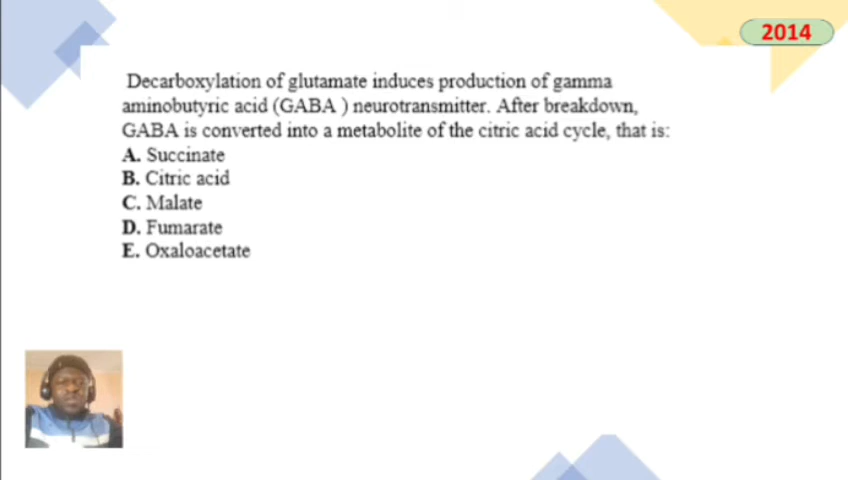 2014
Decarboxylation of glutamate induces production of gamma
aminobutyric acid (GABA ) neurotransmitter. After breakdown,
GABA is converted into a metabolite of the citric acid cycle, that is:
A. Succinate
B. Citric acid
C. Malate
D. Fumarate
E. Oxaloacetate